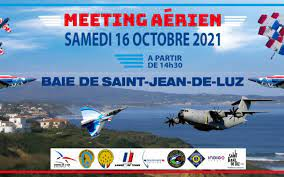 MEETING AÉRIEN
SAMEDI 16 OCTOBRE 2021
A PARTIR
DE 14H30
BAIE DE SAINT-JEAN-DE-LUZ